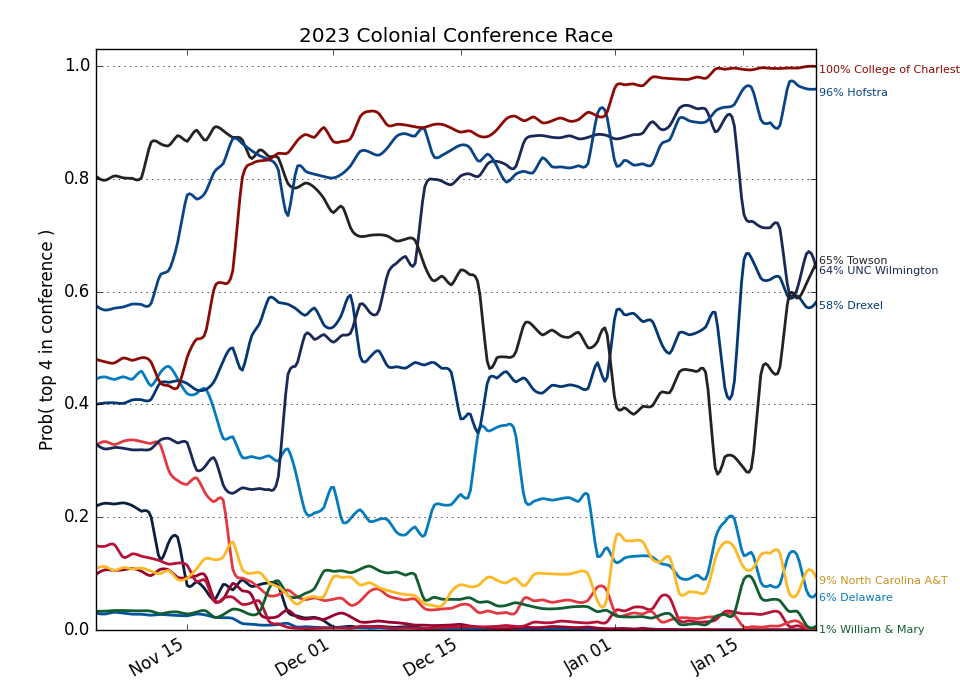 2023 Colonial Conference Race
Prob( top 4 in conference )
1.0
0.8
0.6
0.4
0.2
0.0
Nov 15
Dec 01
Dec 15
Jan 01
Jan 15
100% College of Charlest
96% Hofstra
65% Towson
64% UNC Wilmington
58% Drexel
9% North Carolina A&T
6% Delaware
1% William & Mary